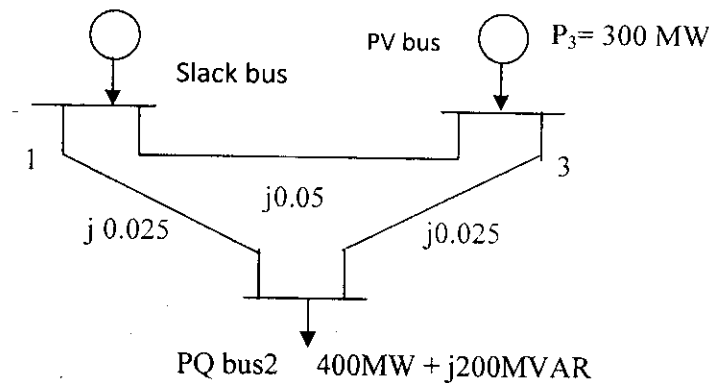 PV bus P₃= 300 MW
Slack bus
1
3
j0.05
j 0.025
j0.025
PQ bus2 400MW + j200MVAR